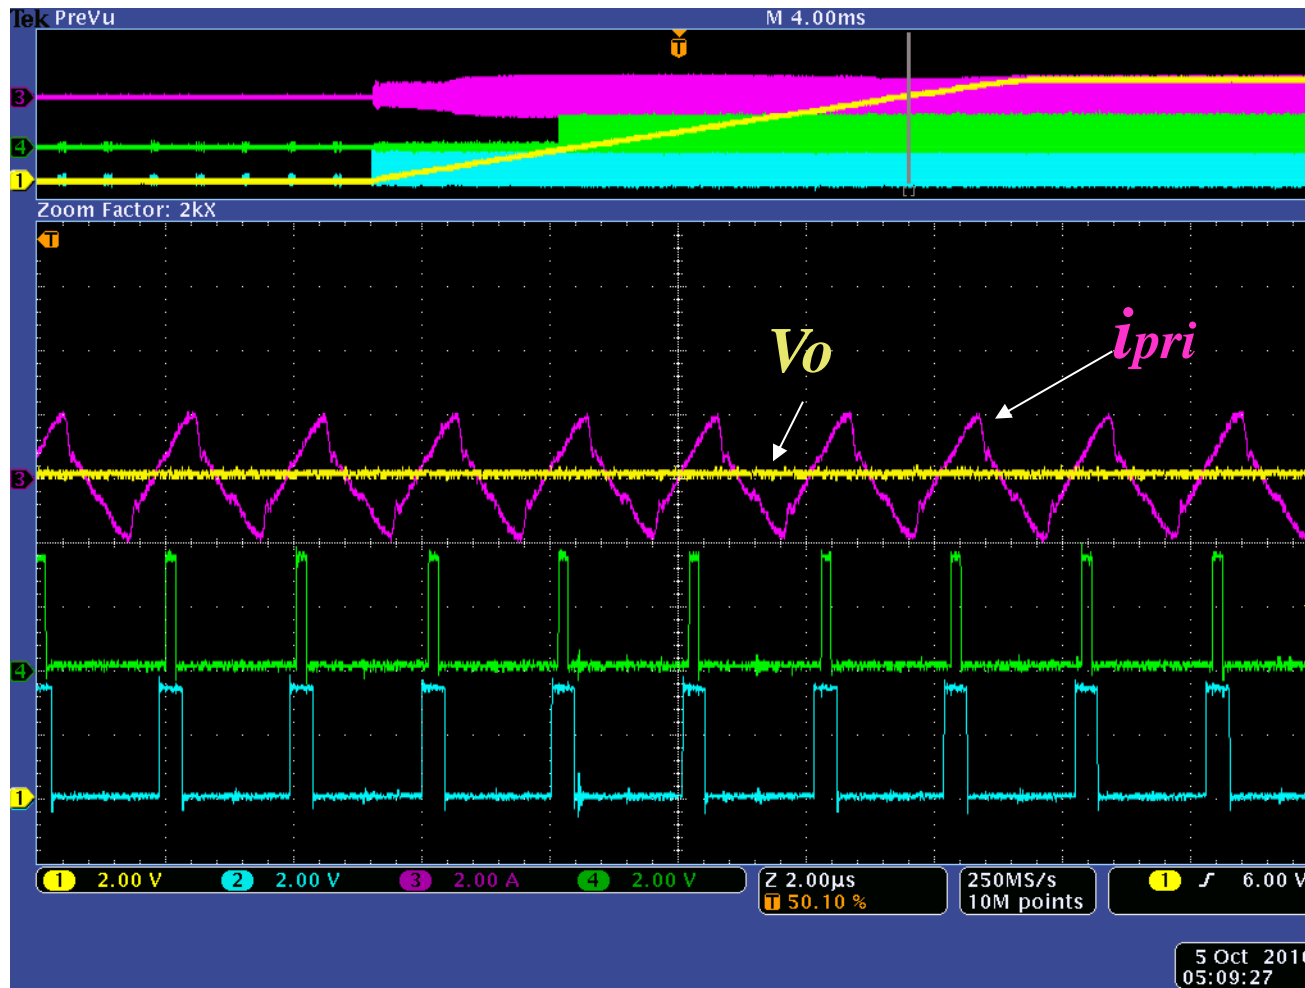 Tek PreVu M 4.00ms
T
3
4
1
Zoom Factor: 2kX
T
Vo
ipri
3
4
1
1 2.00 V 2 2.00 V 3 2.00 A 4 2.00 V
Z 2.00µs
T 50.10 %
250MS/s
10M points
1 6.00 V
5 Oct 2010
05:09:27